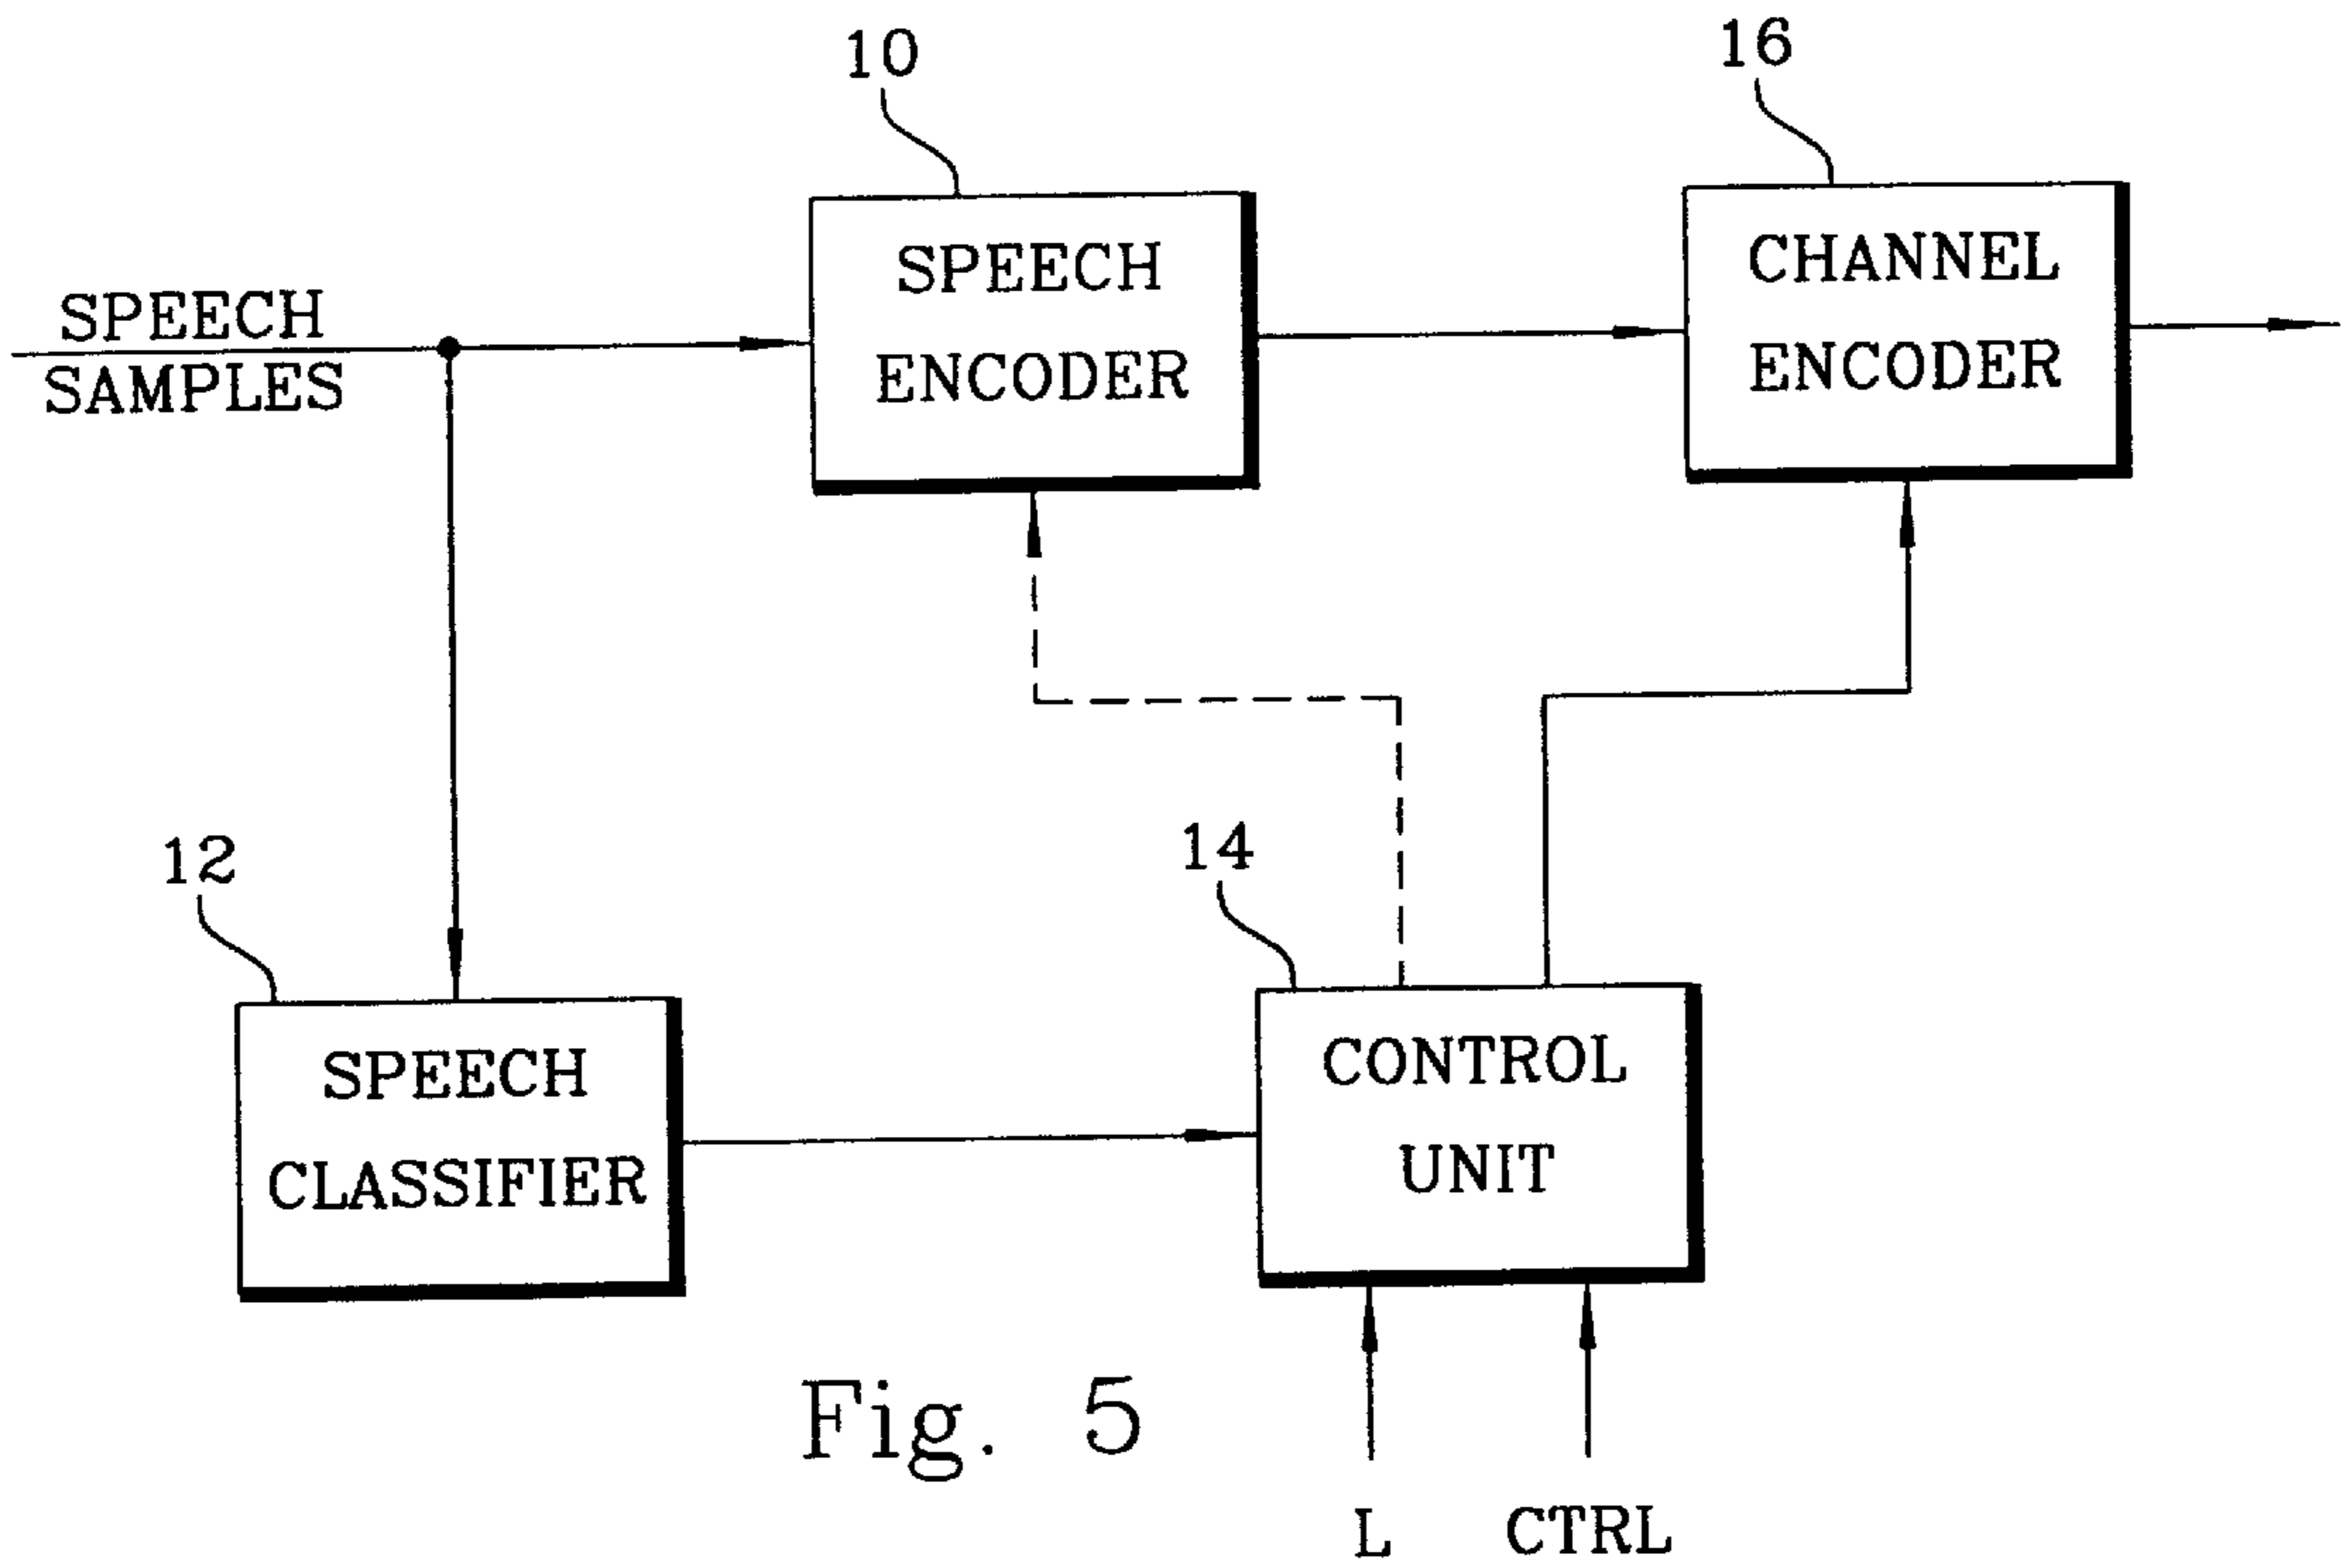 10
16
SPEECH
SAMPLES
SPEECH
ENCODER
CHANNEL
ENCODER
12
14
SPEECH
CLASSIFIER
CONTROL
UNIT
Fig. 5
L
CTRL